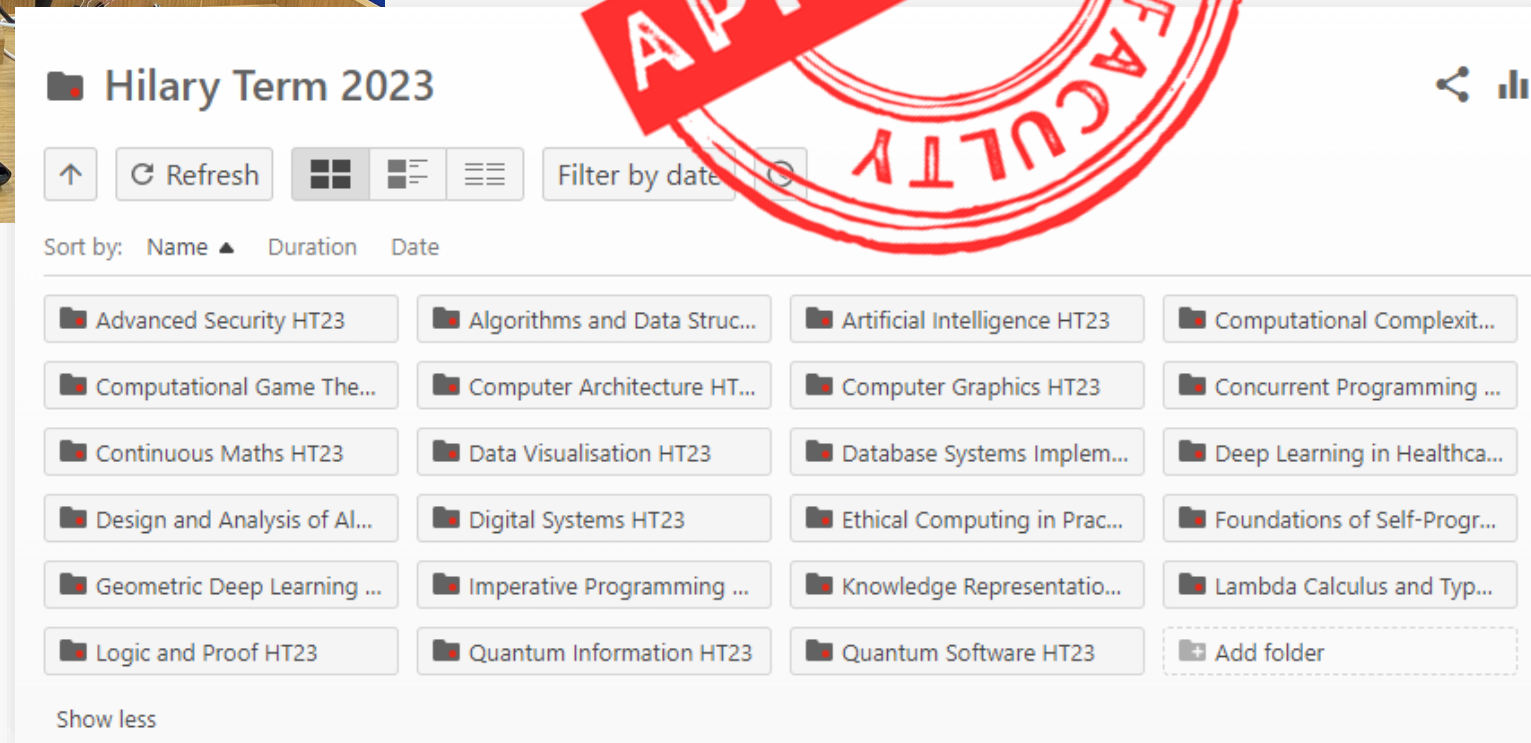 AP
FACULTY
Hilary Term 2023
Refresh
Filter by date
Sort by: Name Duration Date
Advanced Security HT23
Algorithms and Data Struc...
Artificial Intelligence HT23
Computational Complexit...
Computational Game The...
Computer Architecture HT...
Computer Graphics HT23
Concurrent Programming ...
Continuous Maths HT23
Data Visualisation HT23
Database Systems Implem...
Deep Learning in Healthca...
Design and Analysis of Al...
Digital Systems HT23
Ethical Computing in Prac...
Foundations of Self-Progr...
Geometric Deep Learning ...
Imperative Programming ...
Knowledge Representatio...
Lambda Calculus and Typ...
Logic and Proof HT23
Quantum Information HT23
Quantum Software HT23
Add folder
Show less